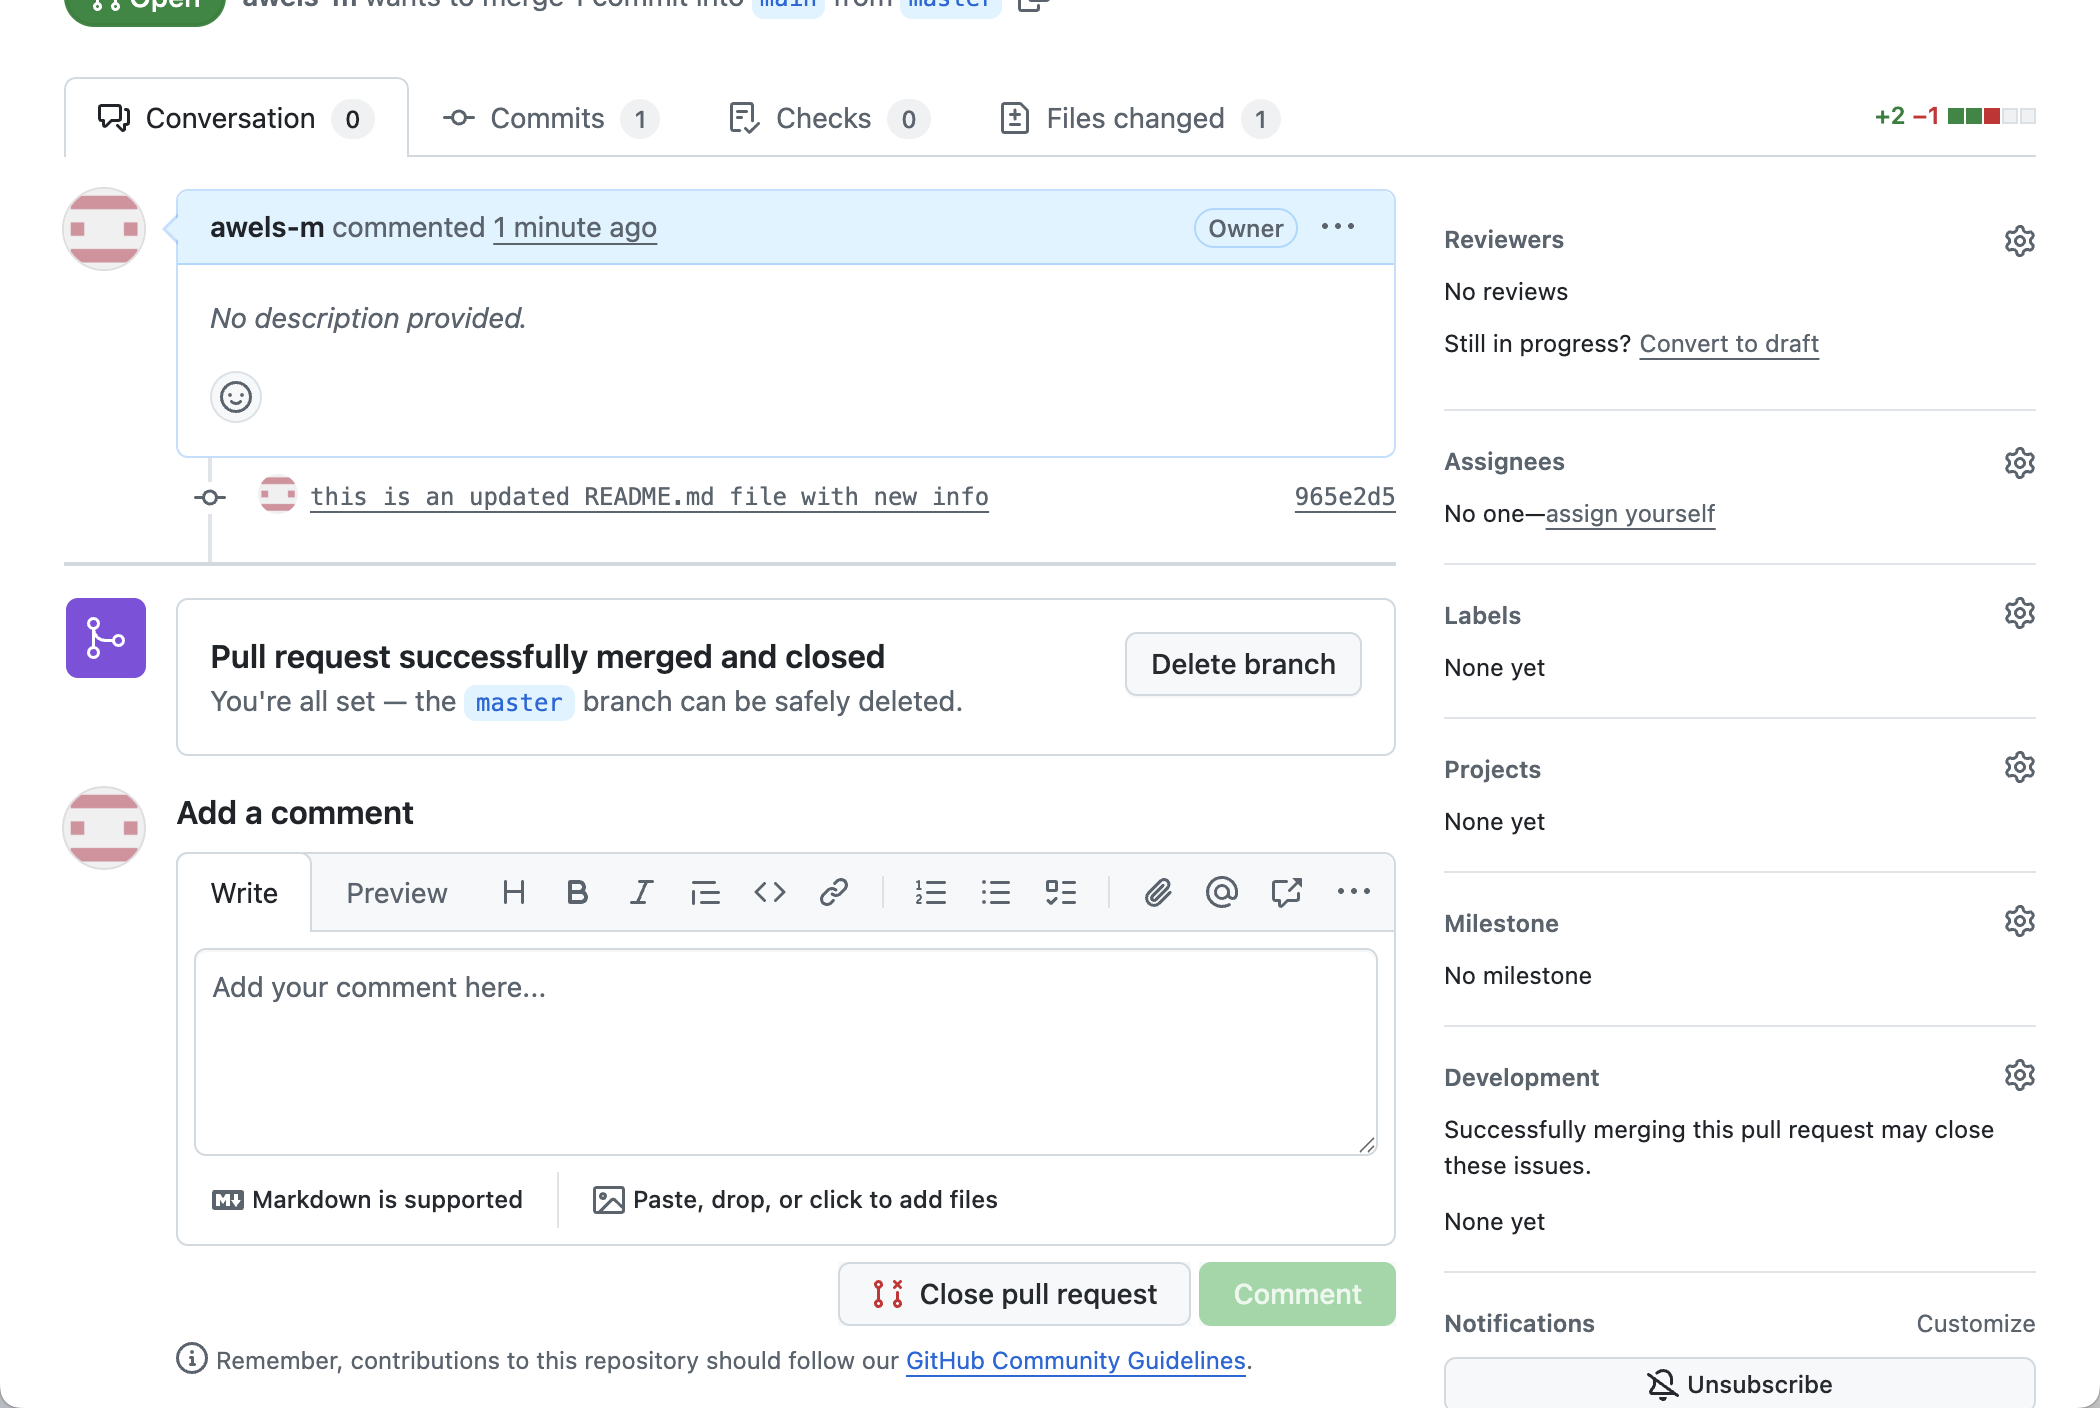 Open awels-m wants to merge 1 commit into main from master
Conversation 0 Commits 1 Checks 0 Files changed 1 +2 −1
awels-m commented 1 minute ago Owner
No description provided.
this is an updated README.md file with new info 965e2d5
Pull request successfully merged and closed
You're all set — the master branch can be safely deleted.
Delete branch
Add a comment
Write Preview
Add your comment here...
Markdown is supported Paste, drop, or click to add files
Close pull request Comment
Remember, contributions to this repository should follow our GitHub Community Guidelines.
Reviewers
No reviews
Still in progress? Convert to draft
Assignees
No one—assign yourself
Labels
None yet
Projects
None yet
Milestone
No milestone
Development
Successfully merging this pull request may close
these issues.
None yet
Notifications Customize
Unsubscribe